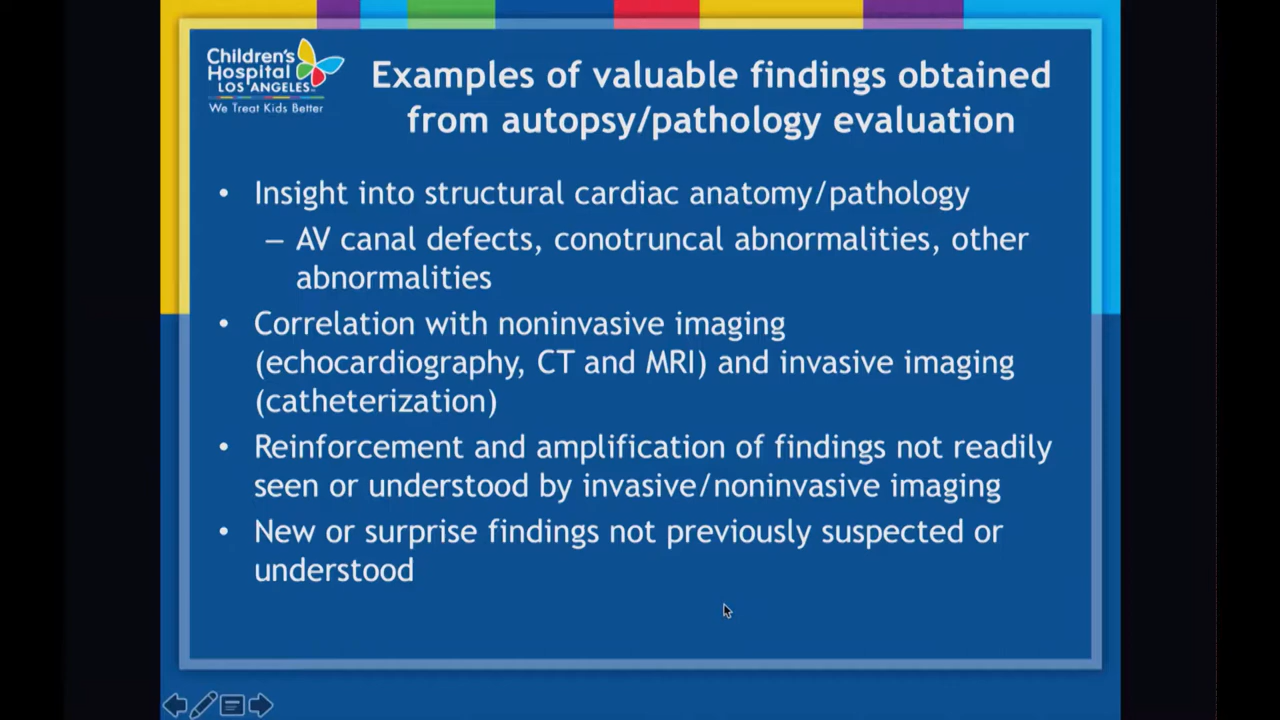 Children's
Hospital
LOS ANGELES
We Treat Kids Better
Examples of valuable findings obtained
from autopsy/pathology evaluation
• Insight into structural cardiac anatomy/pathology
– AV canal defects, conotruncal abnormalities, other
abnormalities
• Correlation with noninvasive imaging
(echocardiography, CT and MRI) and invasive imaging
(catheterization)
• Reinforcement and amplification of findings not readily
seen or understood by invasive/noninvasive imaging
• New or surprise findings not previously suspected or
understood